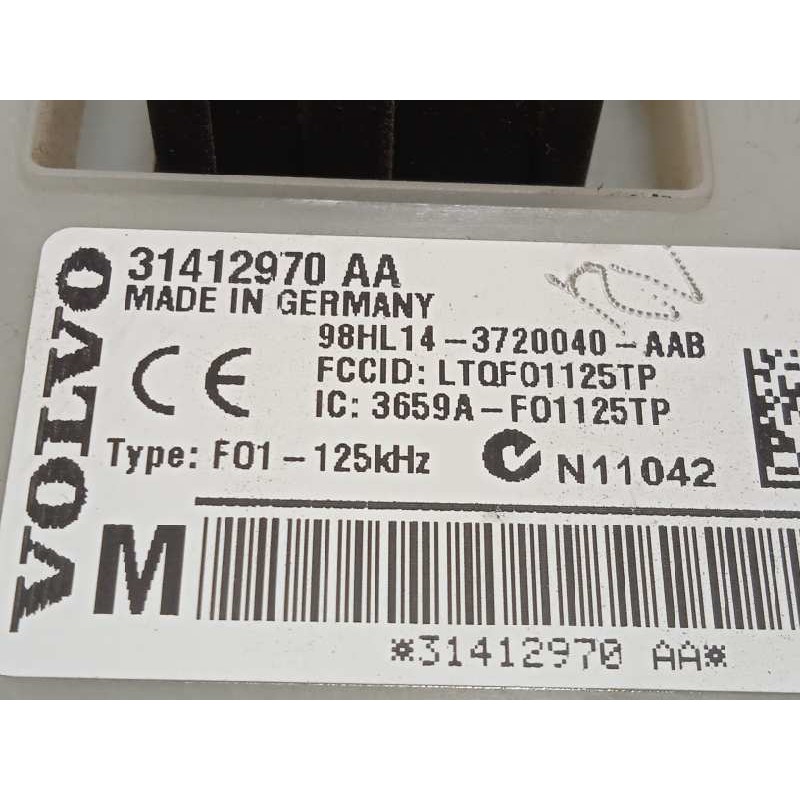 VOLVO
31412970 AA
MADE IN GERMANY
98HL14-3720040-AAB
CE
FCCID: LTQF01125TP
IC: 3659A-F01125TP
Type: F01-125kHz
N11042
M
*31412970 AA*